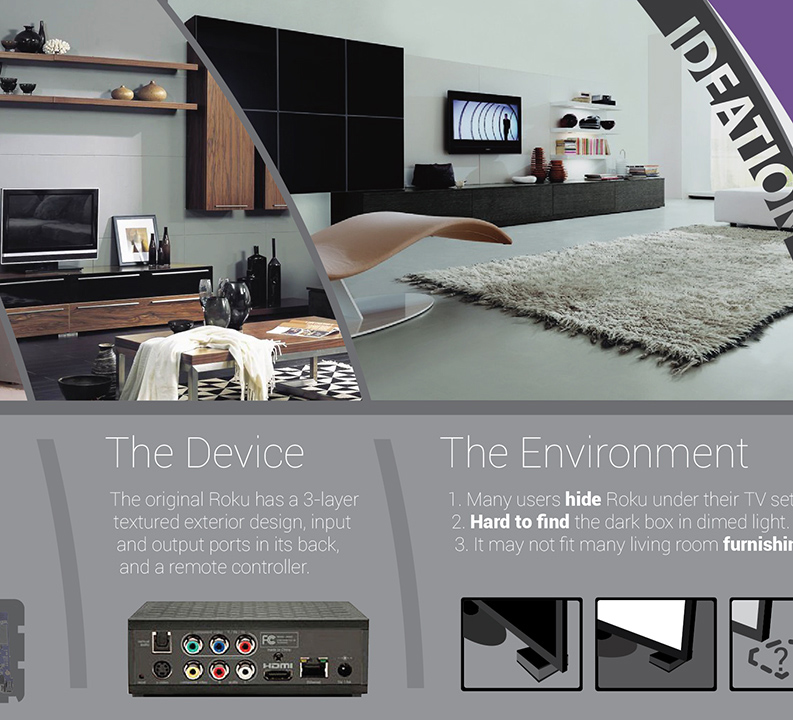 IDEATION
The Device
The original Roku has a 3-layer
textured exterior design, input
and output ports in its back,
and a remote controller.
The Environment
1. Many users hide Roku under their TV set
2. Hard to find the dark box in dimed light.
3. It may not fit many living room furnishin
FC
HDMI
?